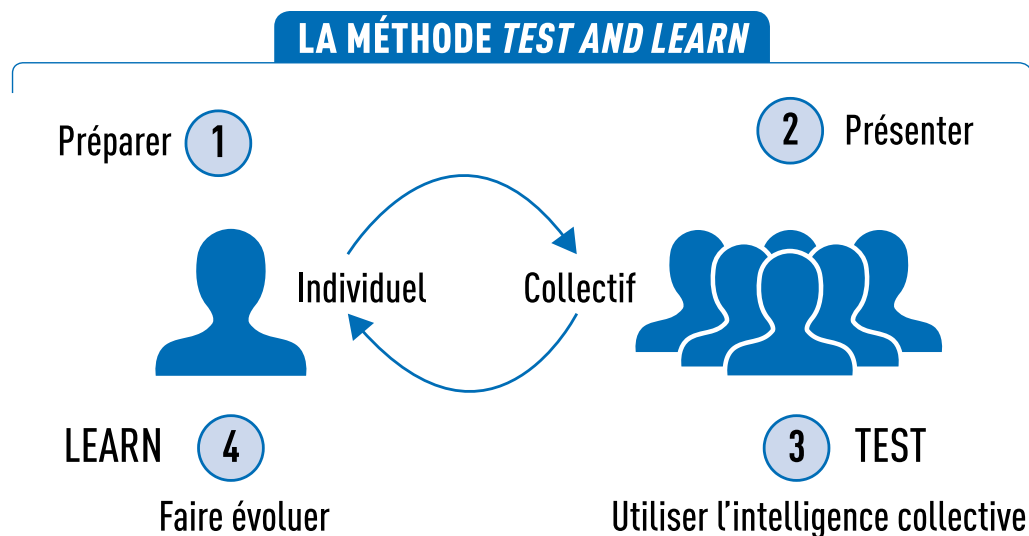 LA MÉTHODE TEST AND LEARN
Préparer 1
2 Présenter
Individuel
Collectif
LEARN 4
Faire évoluer
3 TEST
Utiliser l’intelligence collective